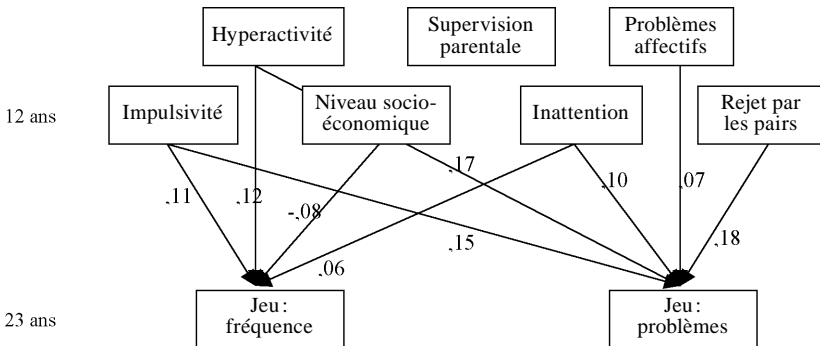 Hyperactivité
Supervision
parentale
Problèmes
affectifs
12 ans
Impulsivité
Niveau socio-
économique
Inattention
Rejet par
les pairs
,11
,12
-,08
,06
,15
,17
,10
,07
,18
23 ans
Jeu :
fréquence
Jeu :
problèmes